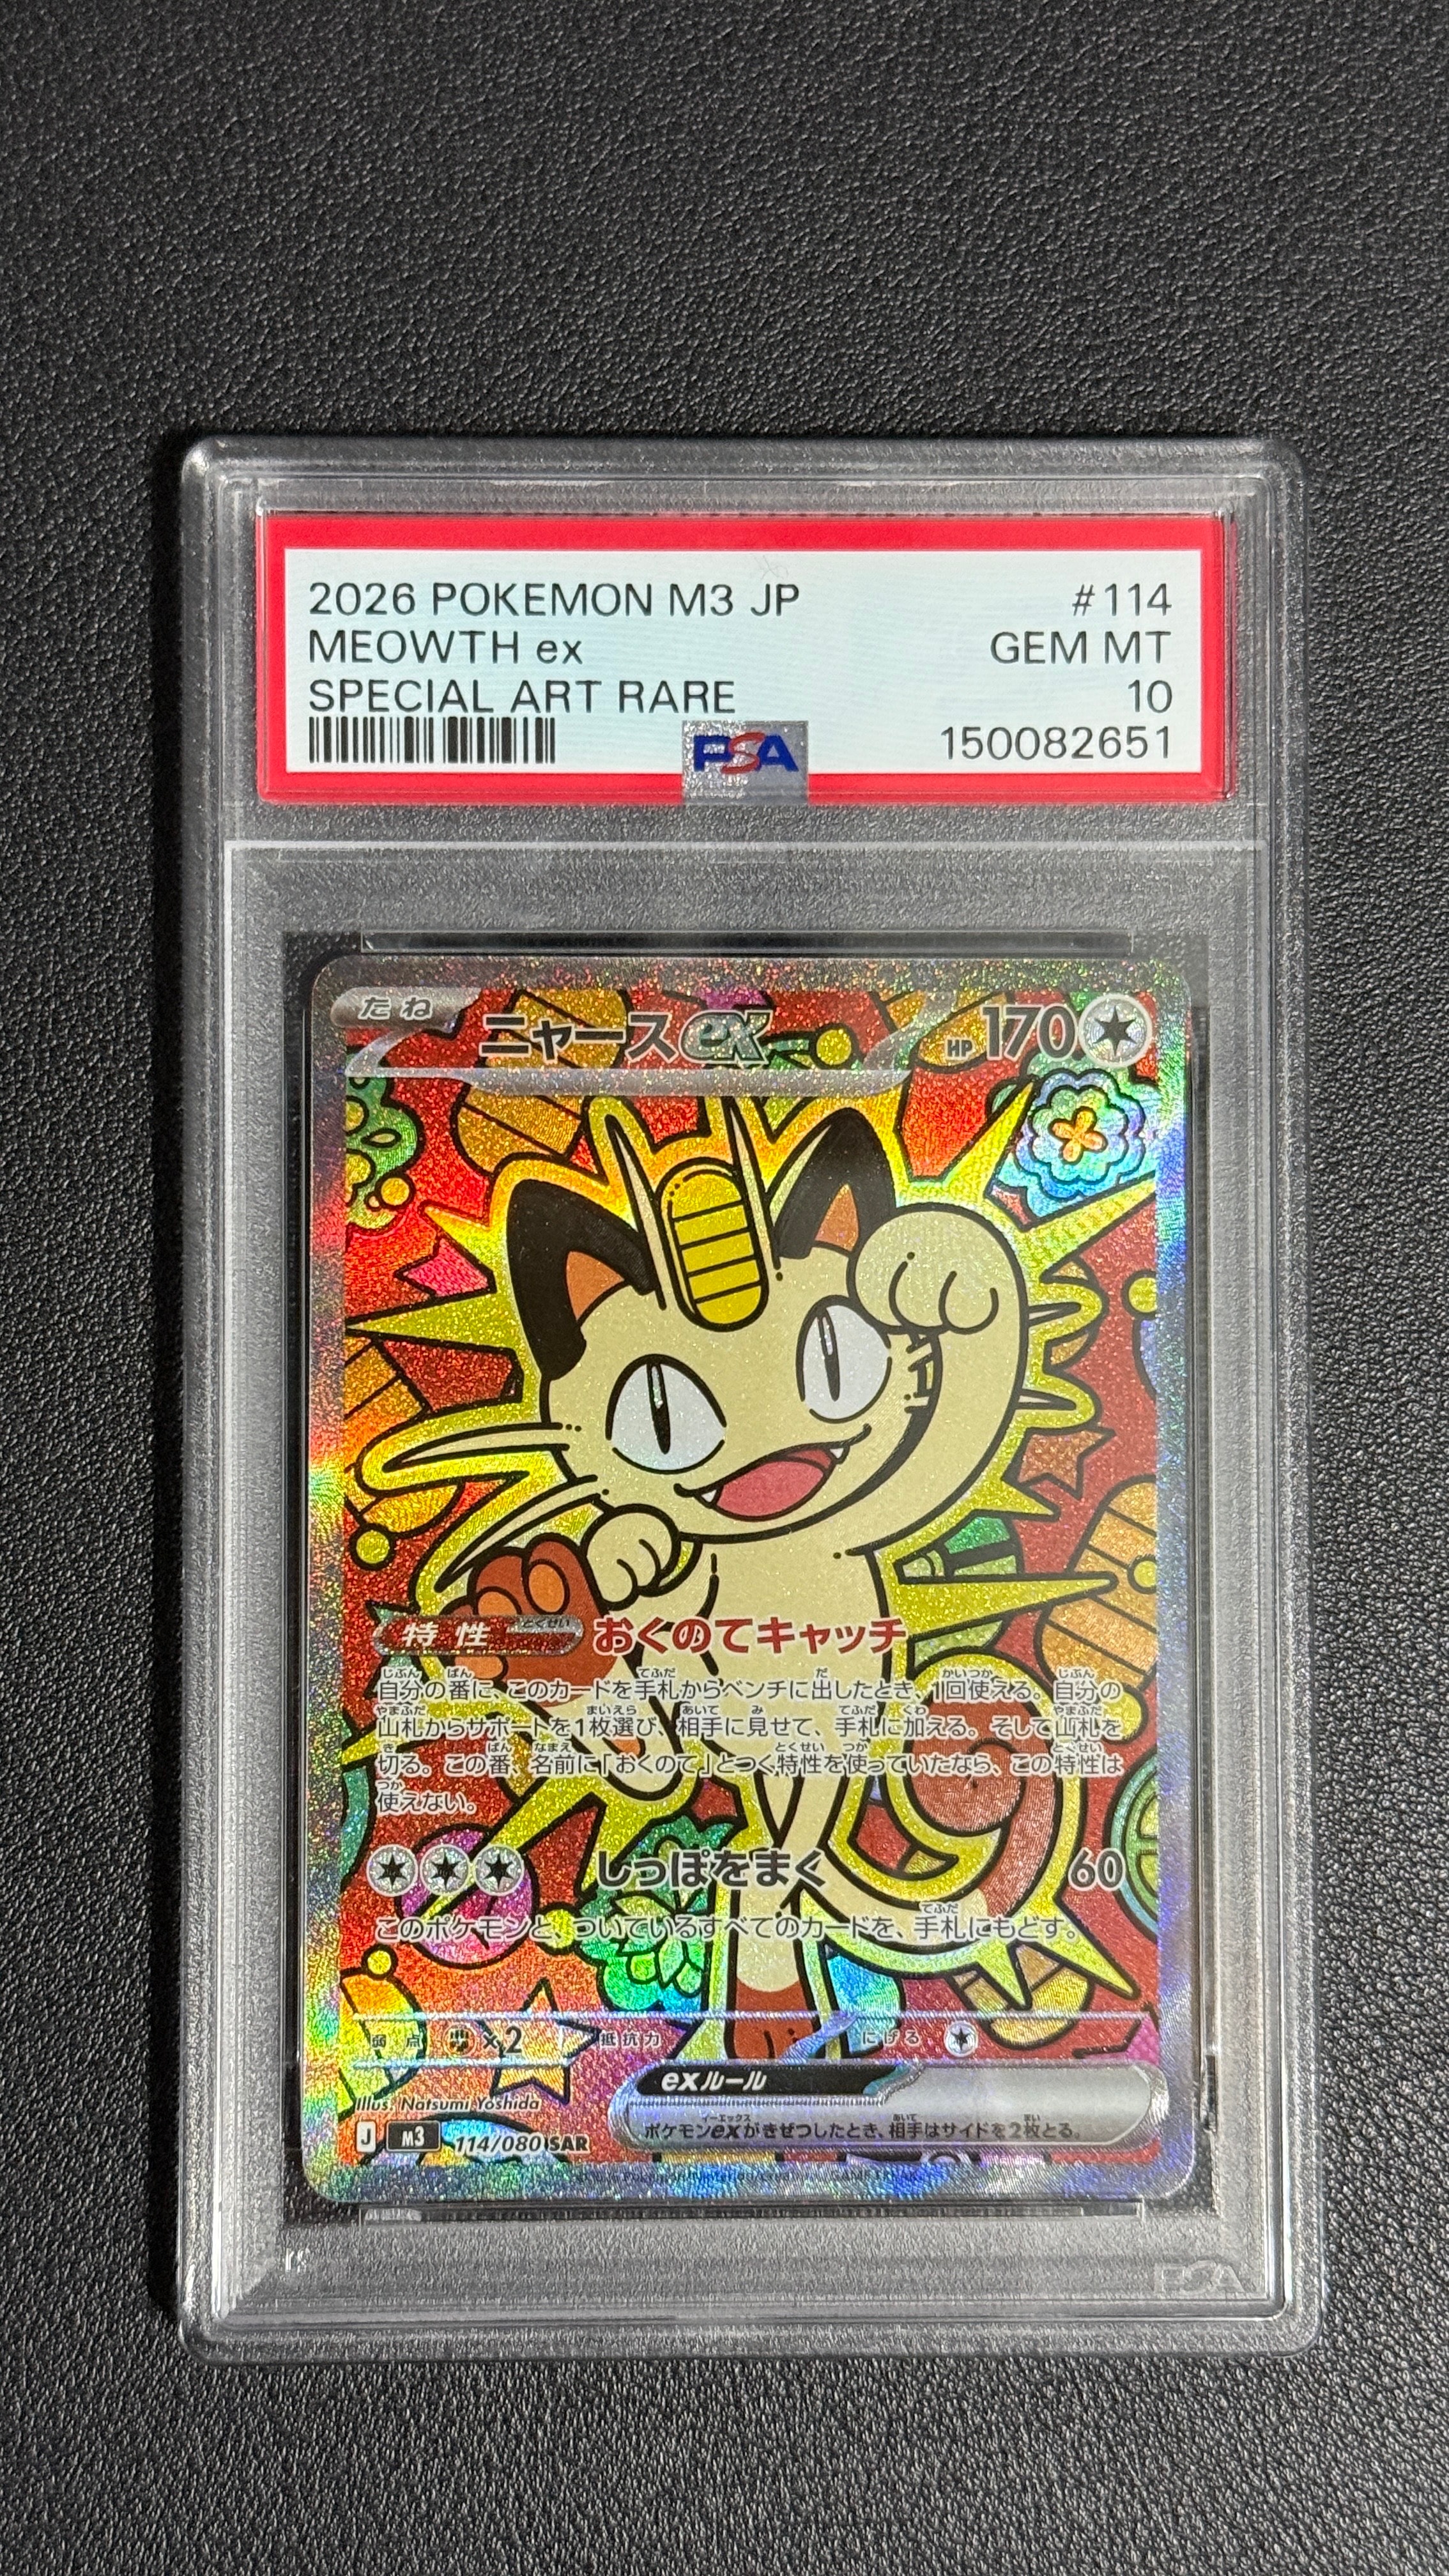 2026 POKEMON M3 JP #114
MEOWTH ex GEM MT
SPECIAL ART RARE 10
PSA 150082651
たね ニャースex HP 170
特性 とくせい おくのてキャッチ
自分の番に、このカードを手札からベンチに出したとき、1回使える。自分の
山札からサポートを1枚選び、相手に見せて、手札に加える。そして山札を
切る。この番、名前に「おくのて」とつく特性を使っていたなら、この特性は
使えない。
しっぽをまく 60
このポケモンと、ついているすべてのカードを、手札にもどす。
弱点 ×2 抵抗力 にげる
exルール
ポケモンexがきぜつしたとき、相手はサイドを2枚とる。
Illus. Natsumi Yoshida
J M3 114/080 SAR
PSA